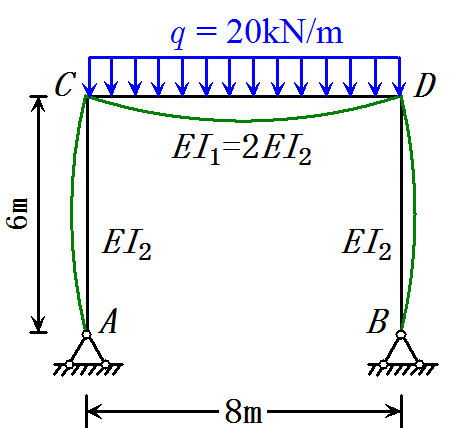 q = 20kN/m
C
D
EI₁=2EI₂
6m
EI₂
EI₂
A
B
8m